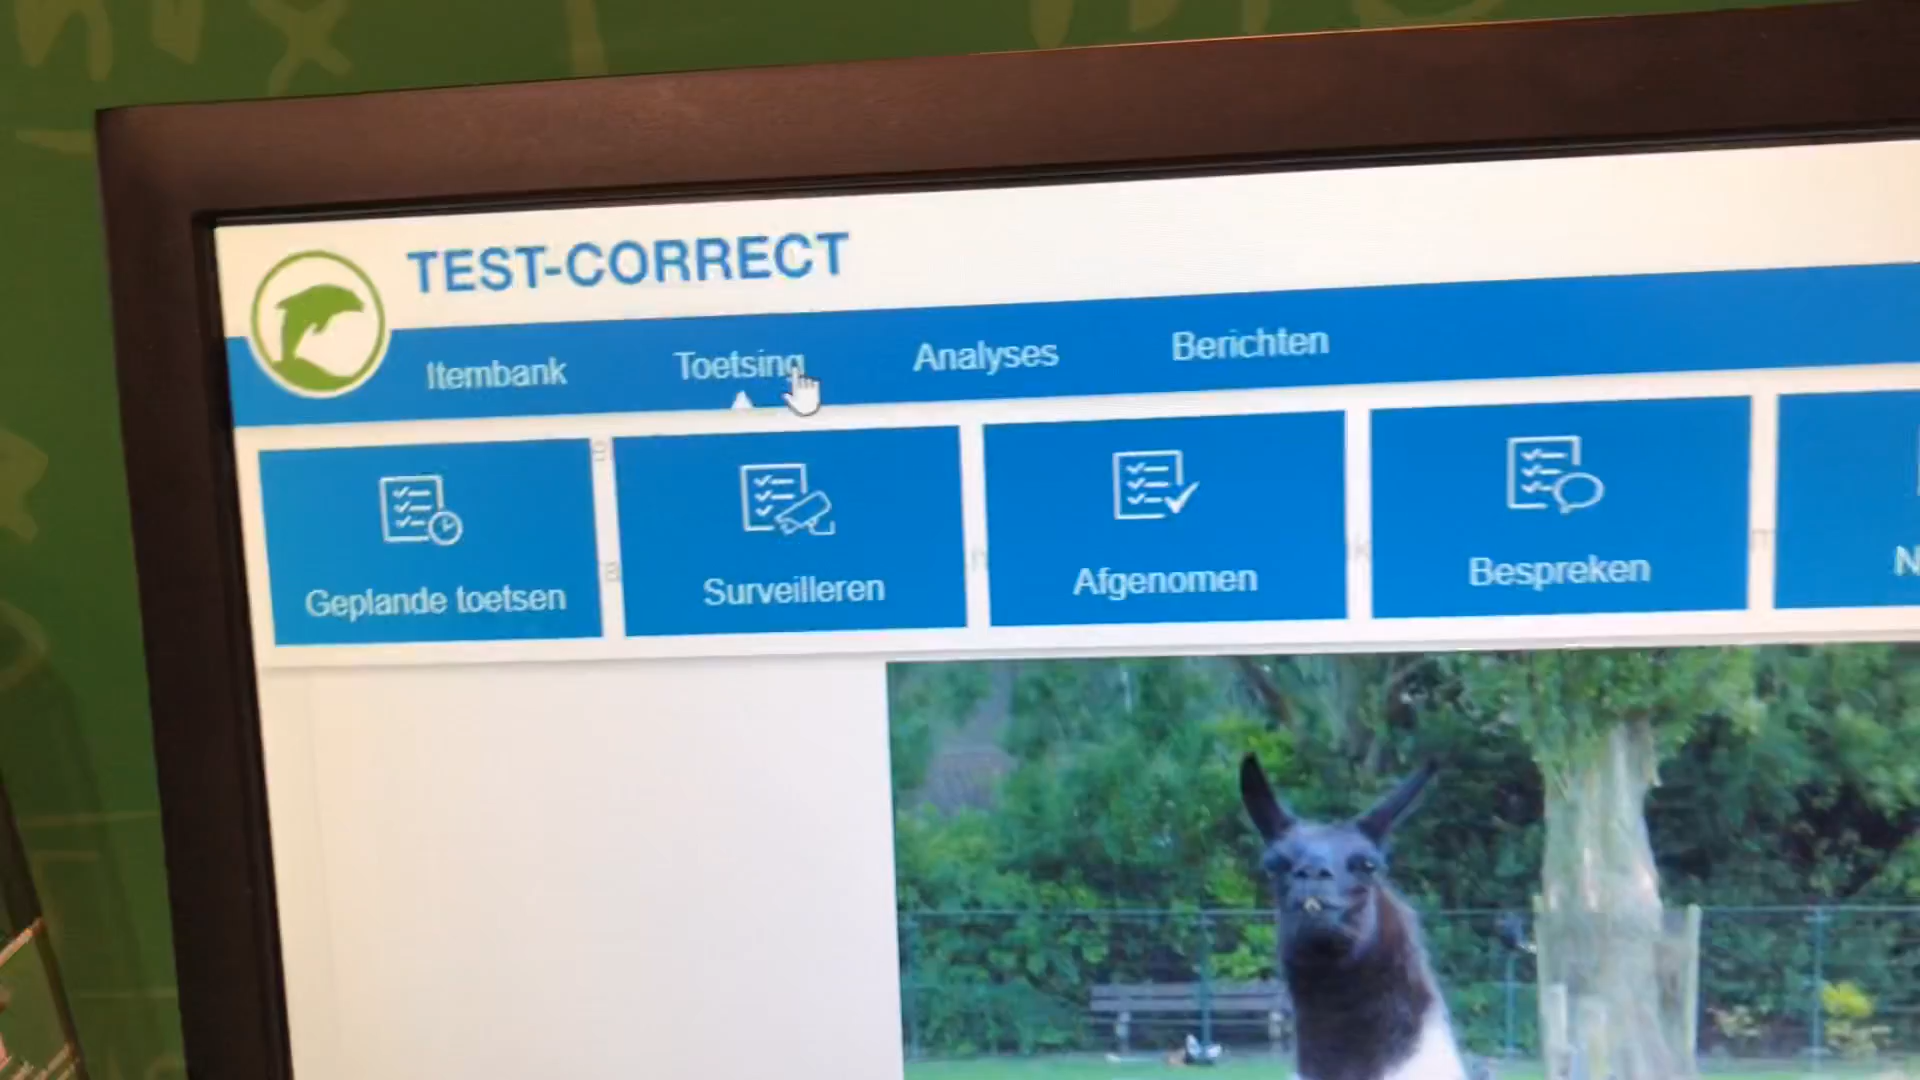 TEST-CORRECT
Itembank Toetsing Analyses Berichten
Geplande toetsen Surveilleren Afgenomen Bespreken